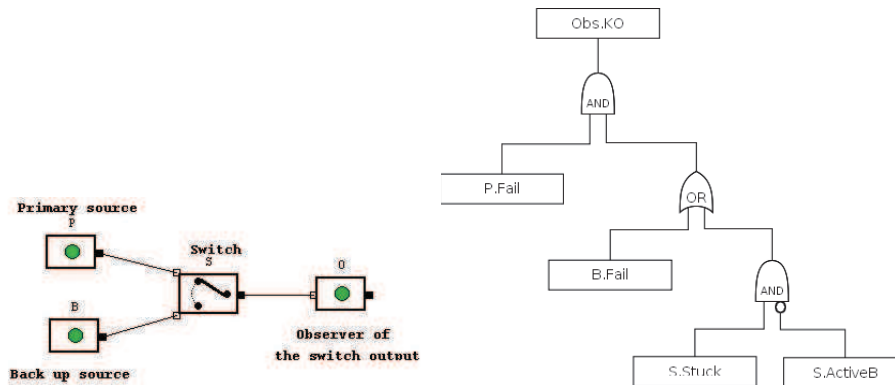 Primary source
P
B
Back up source
Switch
S
O
Observer of
the switch output
Obs.KO
AND
P.Fail
OR
B.Fail
AND
S.Stuck
S.ActiveB